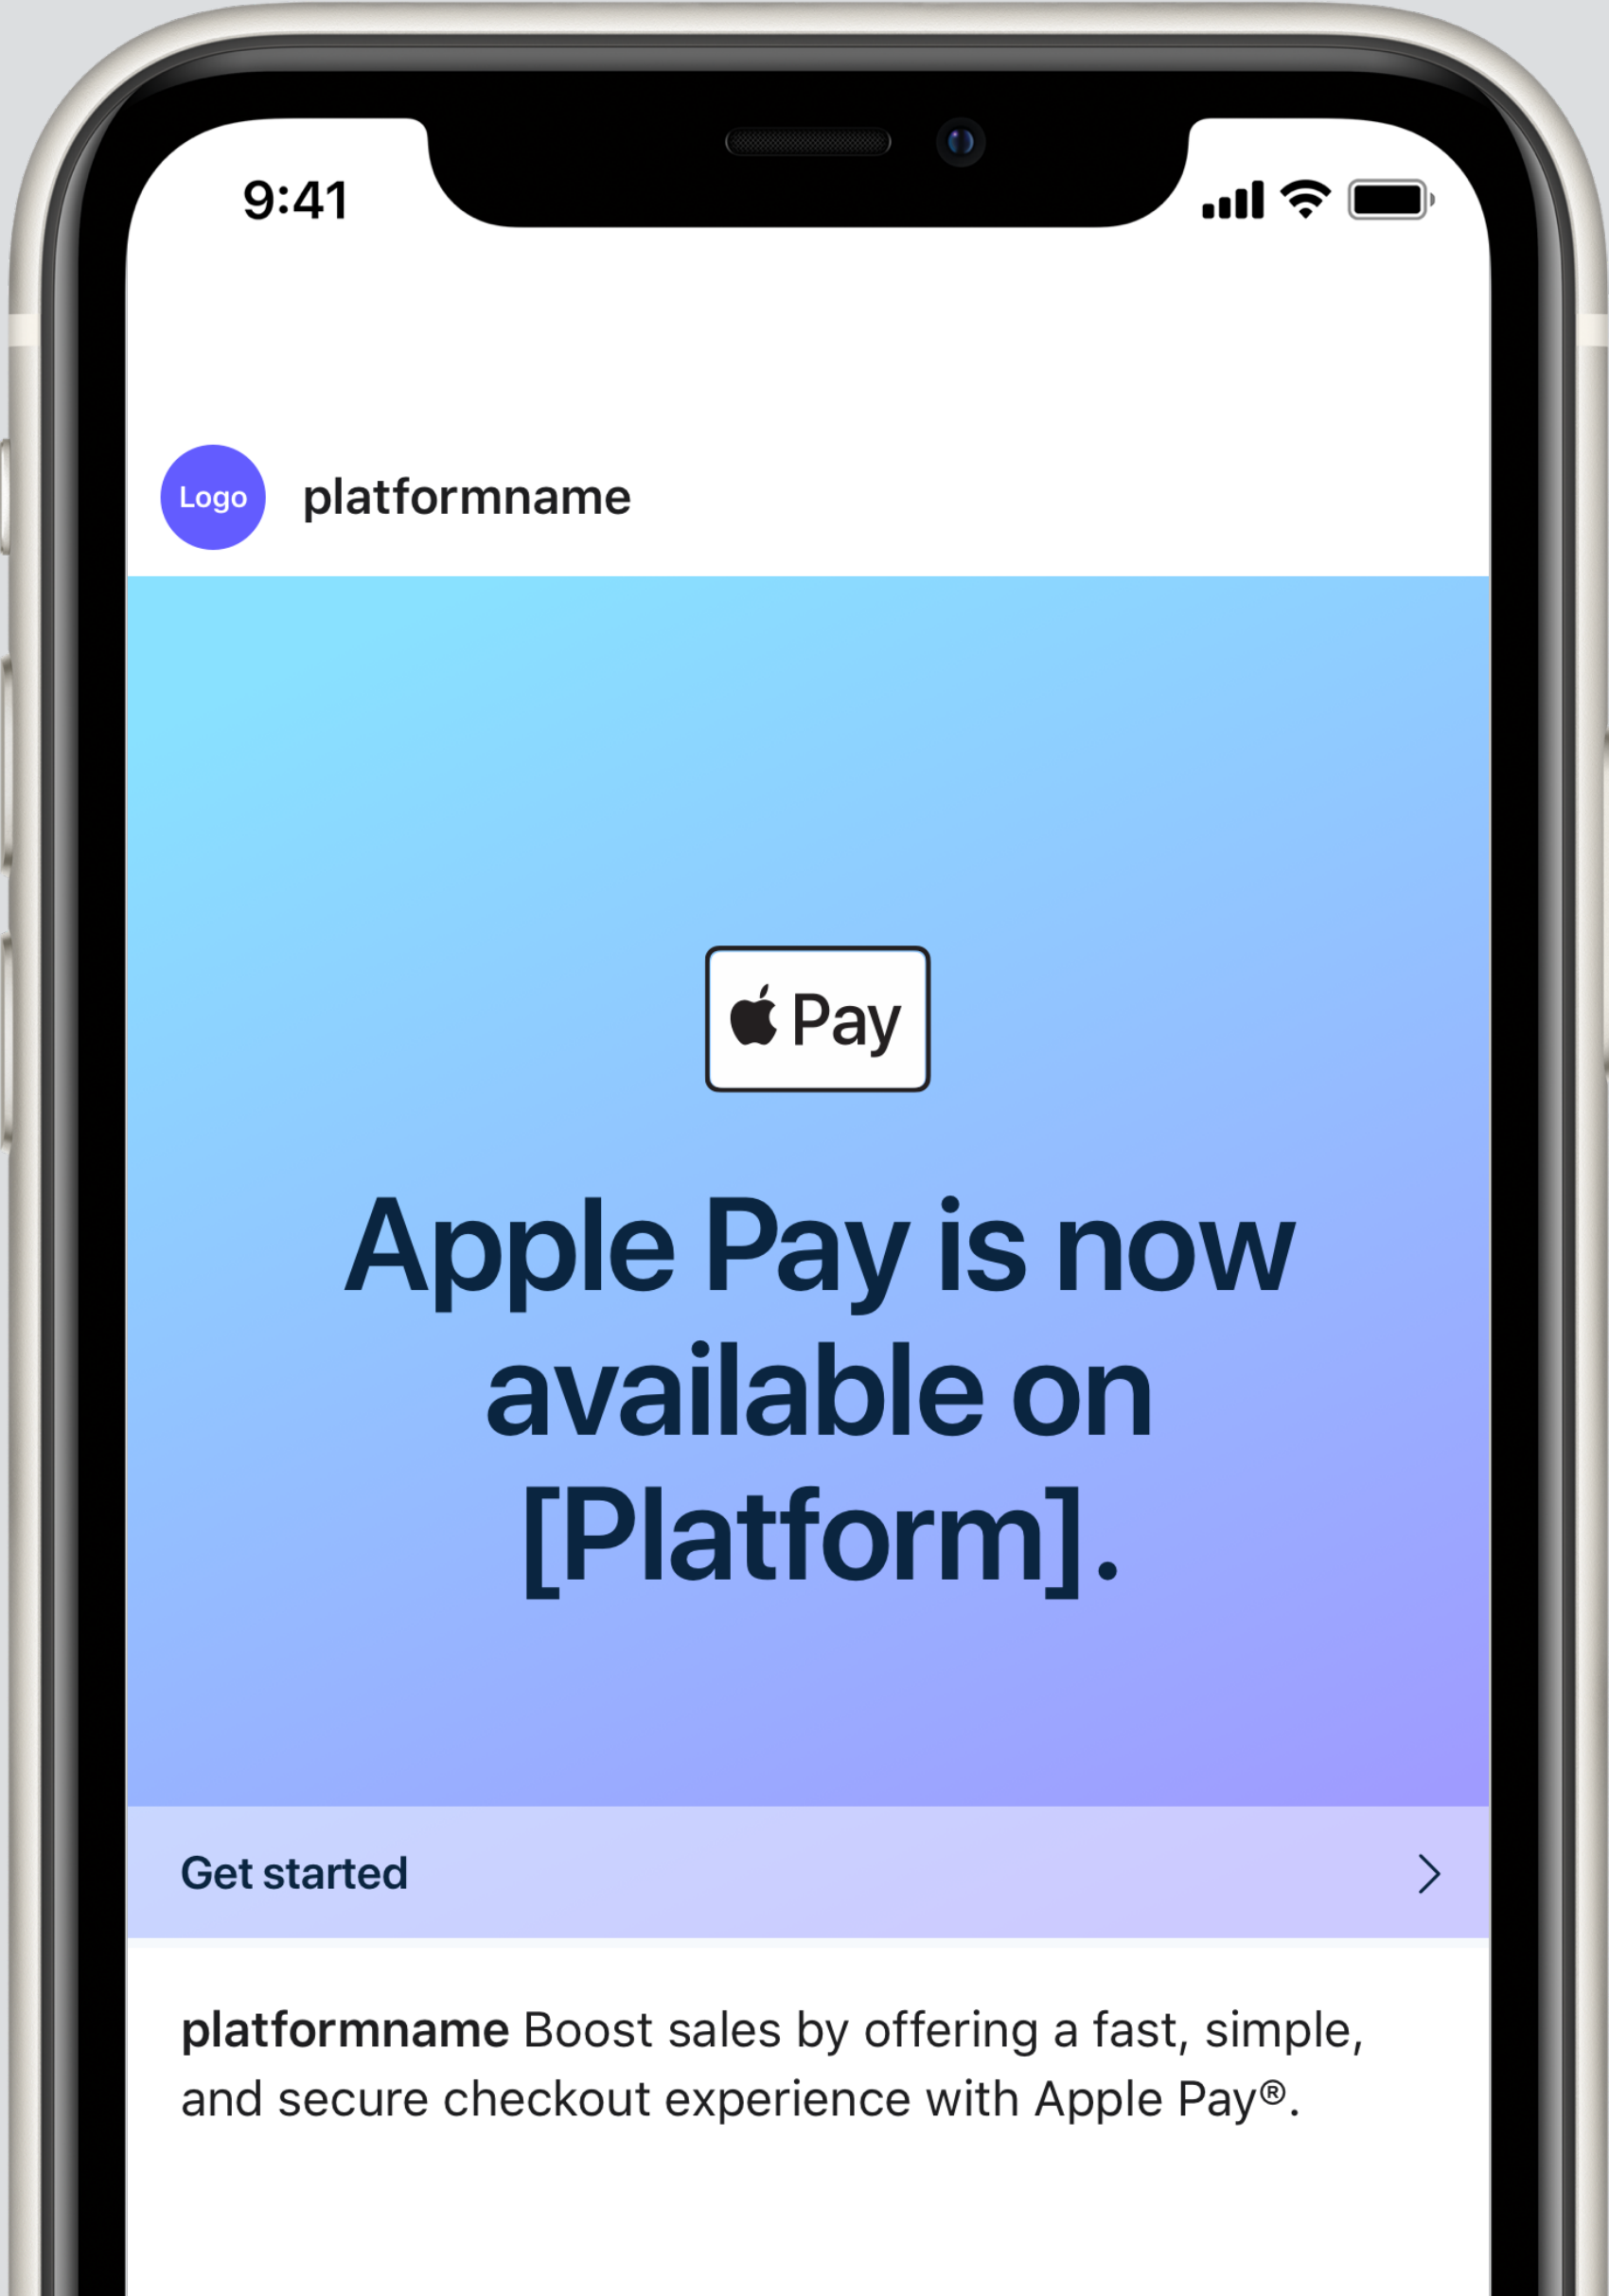 9:41
Logo
platformname
Pay
Apple Pay is now
available on
[Platform].
Get started
platformname Boost sales by offering a fast, simple,
and secure checkout experience with Apple Pay®.